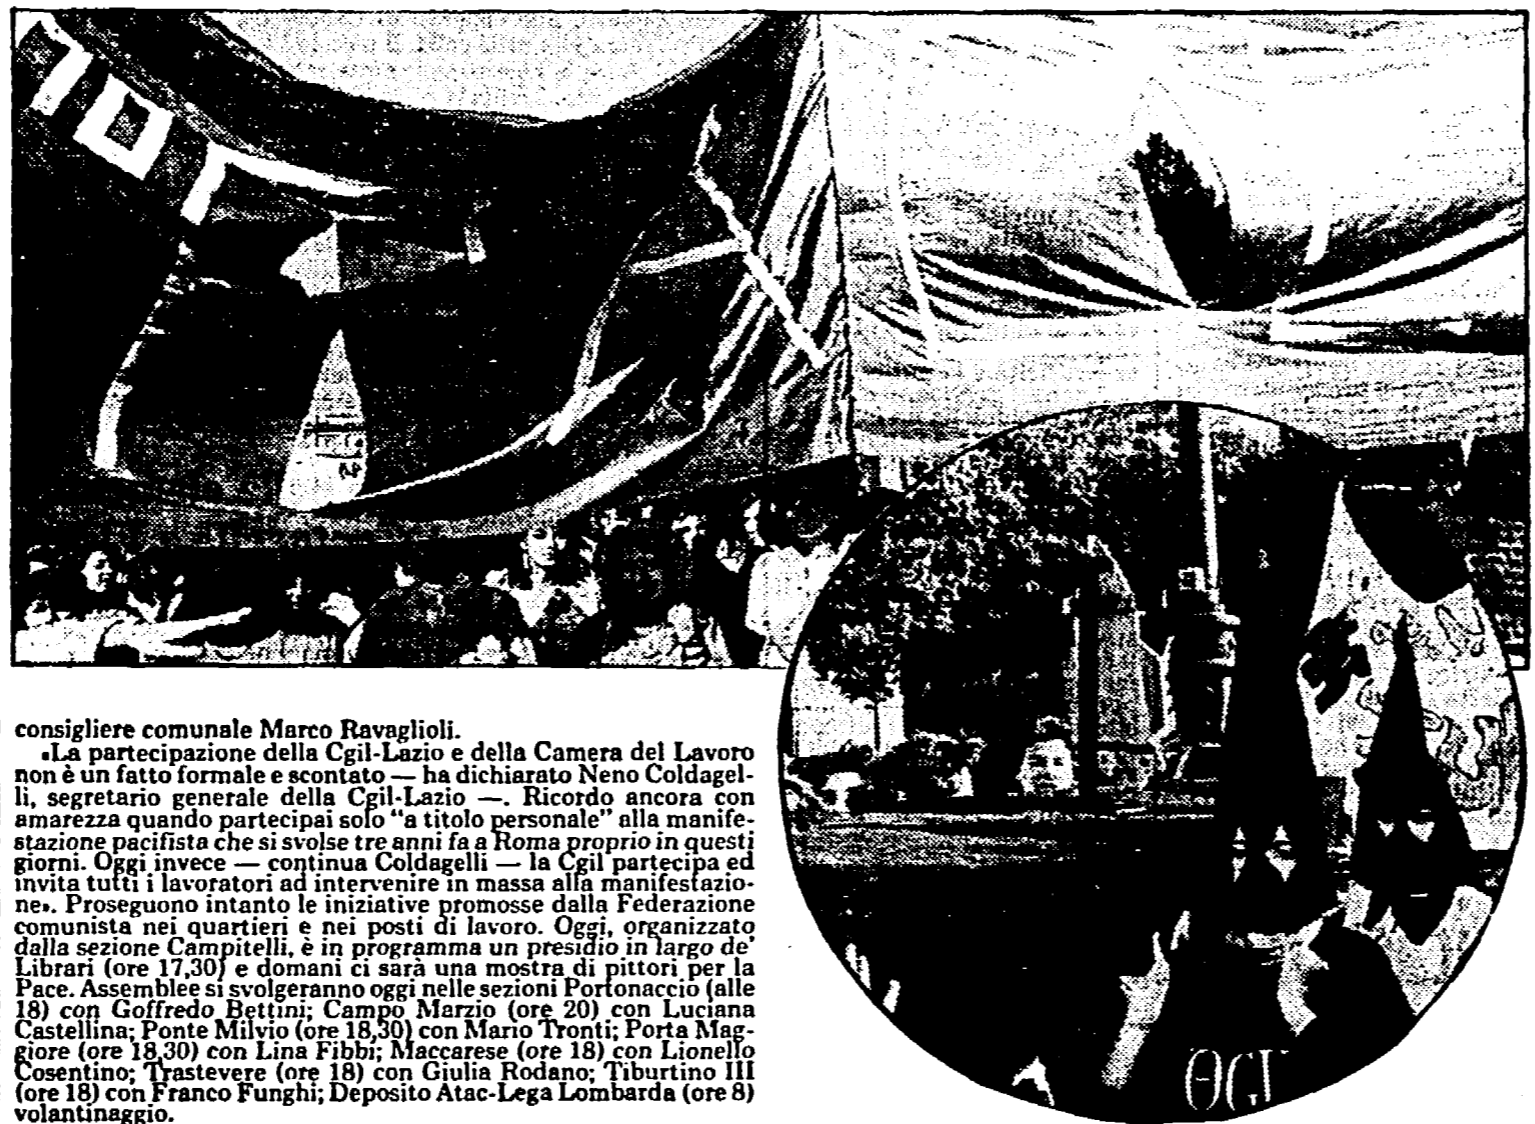 consigliere comunale Marco Ravaglioli.
«La partecipazione della Cgil-Lazio e della Camera del Lavoro
non è un fatto formale e scontato — ha dichiarato Neno Coldagel-
li, segretario generale della Cgil-Lazio —. Ricordo ancora con
amarezza quando partecipai solo "a titolo personale" alla manife-
stazione pacifista che si svolse tre anni fa a Roma proprio in questi
giorni. Oggi invece — continua Coldagelli — la Cgil partecipa ed
invita tutti i lavoratori ad intervenire in massa alla manifestazio-
ne». Proseguono intanto le iniziative promosse dalla Federazione
comunista nei quartieri e nei posti di lavoro. Oggi, organizzato
dalla sezione Campitelli, è in programma un presidio in largo de'
Librari (ore 17,30) e domani ci sarà una mostra di pittori per la
Pace. Assemblee si svolgeranno oggi nelle sezioni Portonaccio (alle
18) con Goffredo Bettini; Campo Marzio (ore 20) con Luciana
Castellina; Ponte Milvio (ore 18,30) con Mario Tronti; Porta Mag-
giore (ore 18,30) con Lina Fibbi; Maccarese (ore 18) con Lionello
Cosentino; Trastevere (ore 18) con Giulia Rodano; Tiburtino III
(ore 18) con Franco Funghi; Deposito Atac-Lega Lombarda (ore 8)
volantinaggio.